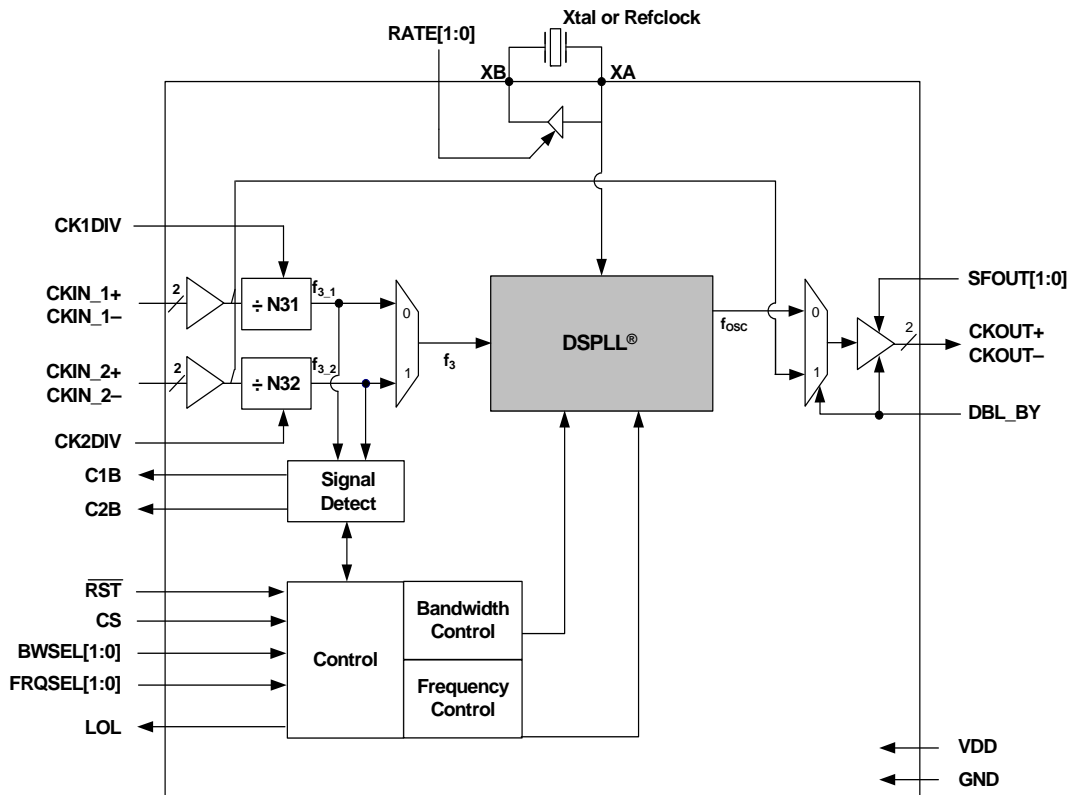 Xtal or Refclock
RATE[1:0]
XB
XA
CK1DIV
CKIN_1+
CKIN_1–
2
÷ N31
f3_1
0
f3
1
CKIN_2+
CKIN_2–
2
÷ N32
f3_2
CK2DIV
DSPLL®
fOSC
0
1
SFOUT[1:0]
2
CKOUT+
CKOUT–
DBL_BY
C1B
C2B
Signal
Detect
RST
CS
BWSEL[1:0]
FRQSEL[1:0]
LOL
Control
Bandwidth
Control
Frequency
Control
VDD
GND